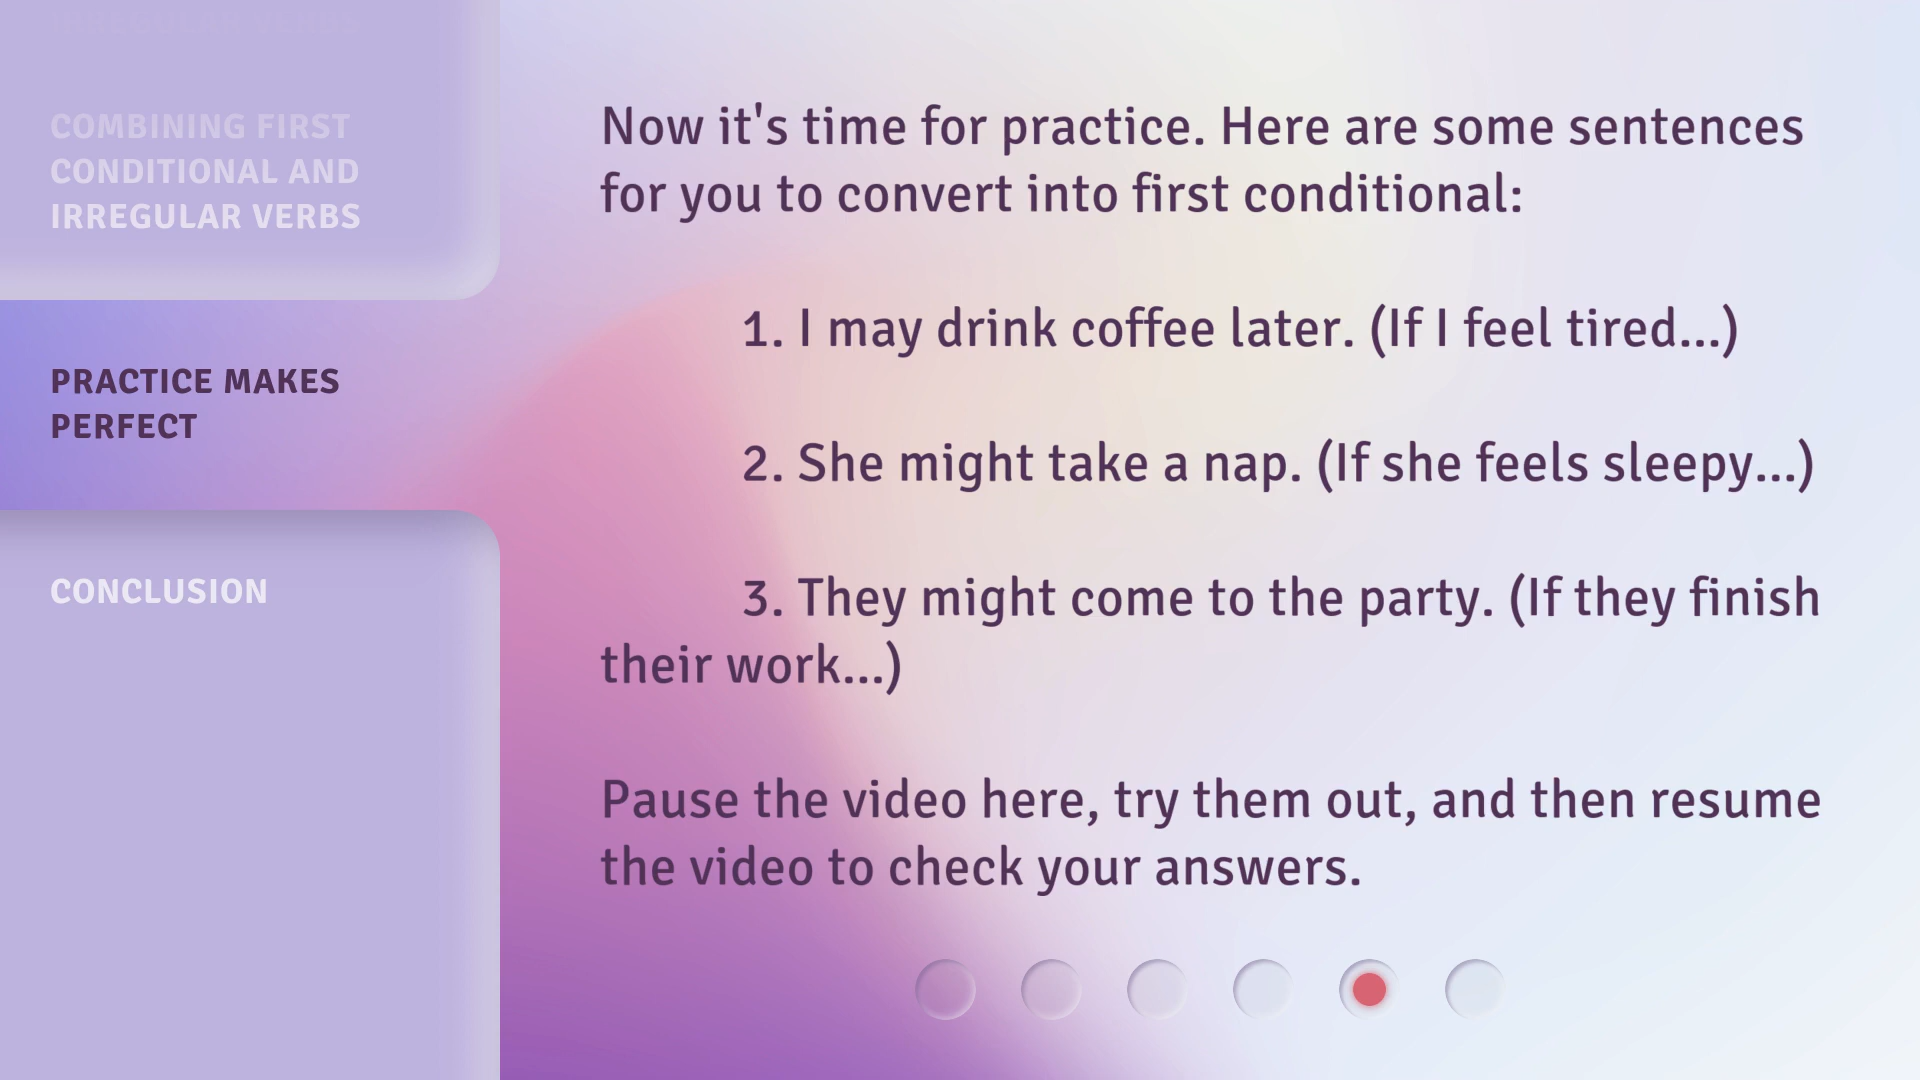 COMBINING FIRST
CONDITIONAL AND
IRREGULAR VERBS
PRACTICE MAKES
PERFECT
CONCLUSION
Now it's time for practice. Here are some sentences
for you to convert into first conditional:
1. I may drink coffee later. (If I feel tired...)
2. She might take a nap. (If she feels sleepy...)
3. They might come to the party. (If they finish
their work...)
Pause the video here, try them out, and then resume
the video to check your answers.